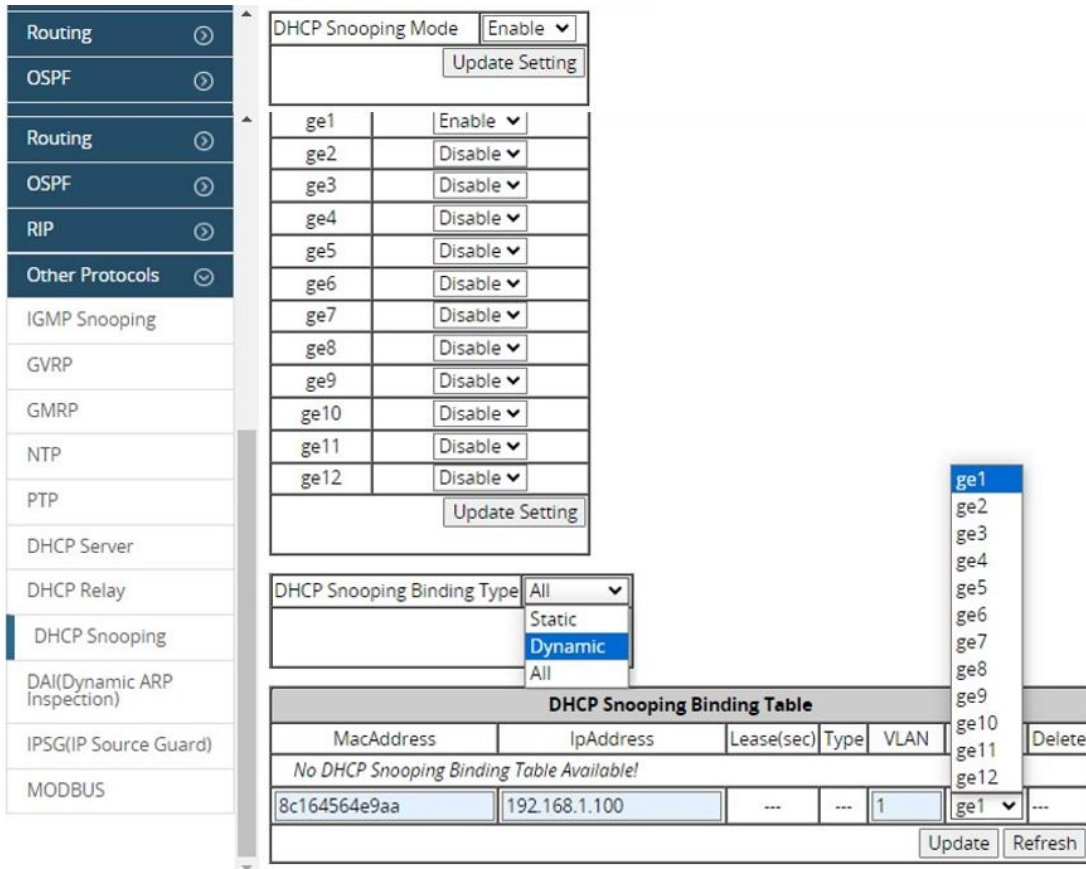 Routing
OSPF
Routing
OSPF
RIP
Other Protocols
IGMP Snooping
GVRP
GMRP
NTP
PTP
DHCP Server
DHCP Relay
DHCP Snooping
DAI(Dynamic ARP
Inspection)
IPSG(IP Source Guard)
MODBUS
DHCP Snooping Mode Enable
Update Setting
ge1 Enable
ge2 Disable
ge3 Disable
ge4 Disable
ge5 Disable
ge6 Disable
ge7 Disable
ge8 Disable
ge9 Disable
ge10 Disable
ge11 Disable
ge12 Disable
Update Setting
DHCP Snooping Binding Type All
Static
Dynamic
All
ge1
ge2
ge3
ge4
ge5
ge6
ge7
ge8
ge9
ge10
ge11
ge12
DHCP Snooping Binding Table
MacAddress IpAddress Lease(sec) Type VLAN Delete
No DHCP Snooping Binding Table Available!
8c164564e9aa 192.168.1.100 --- --- 1 ge1 ---
Update Refresh